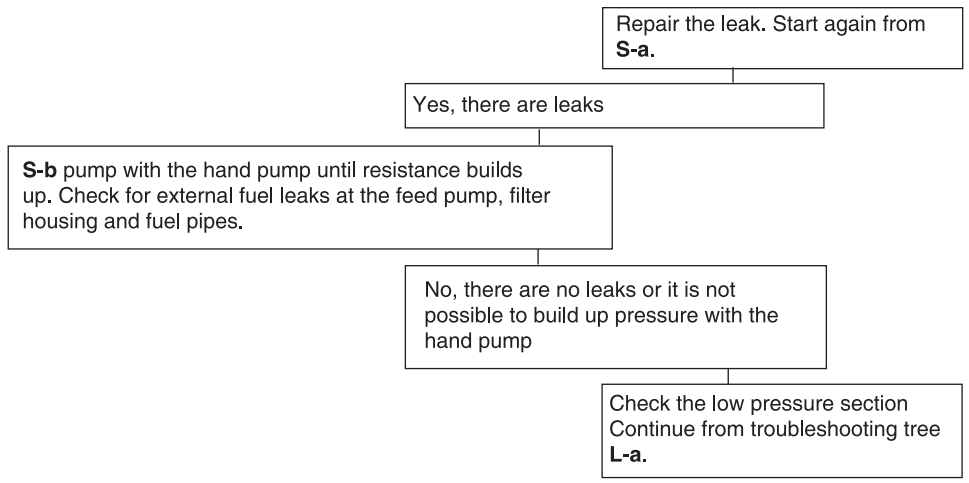 Repair the leak. Start again from
S-a.
Yes, there are leaks
S-b pump with the hand pump until resistance builds
up. Check for external fuel leaks at the feed pump, filter
housing and fuel pipes.
No, there are no leaks or it is not
possible to build up pressure with the
hand pump
Check the low pressure section
Continue from troubleshooting tree
L-a.